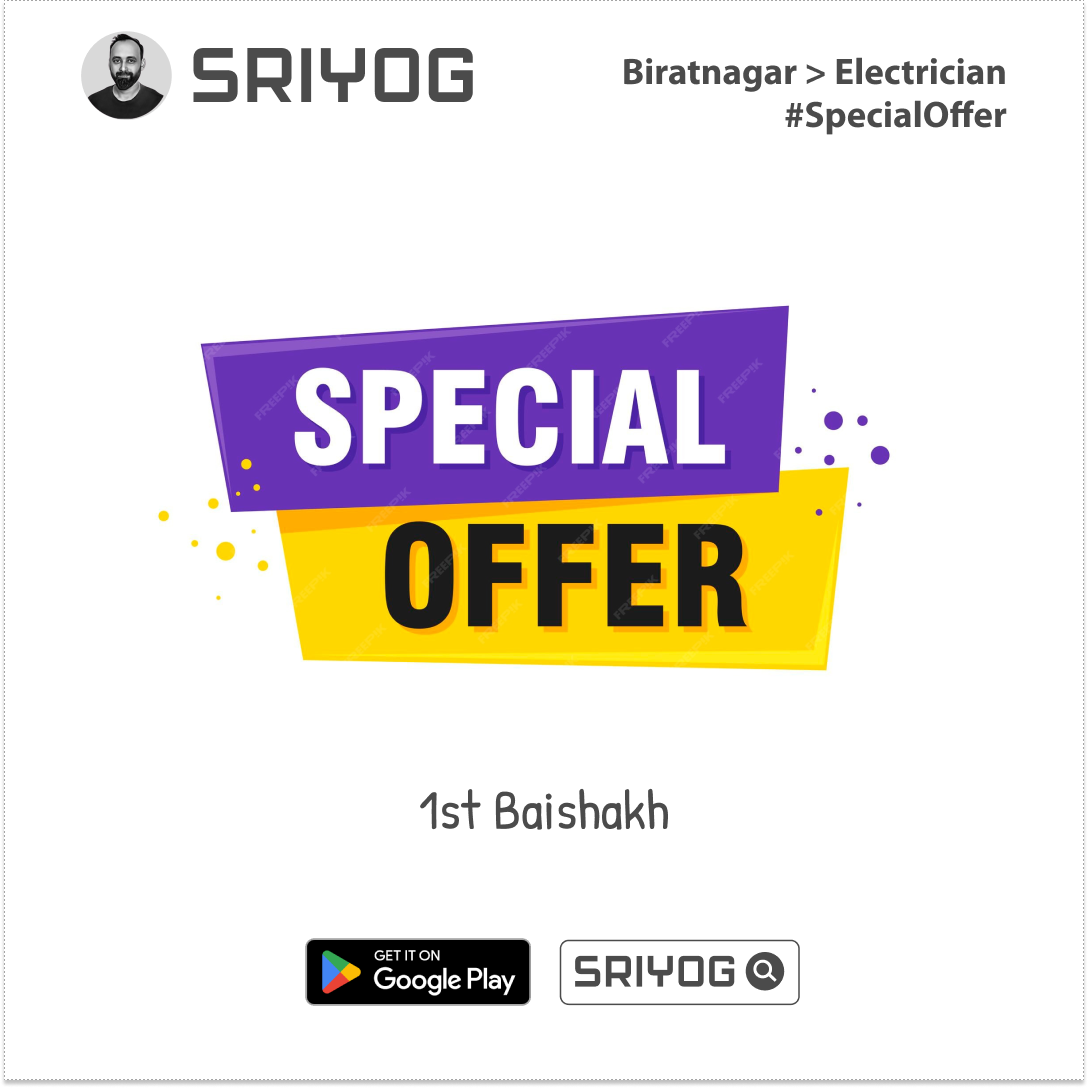 SRIYOG
Biratnagar > Electrician
#SpecialOffer
SPECIAL
OFFER
1st Baishakh
GET IT ON
Google Play
SRIYOG